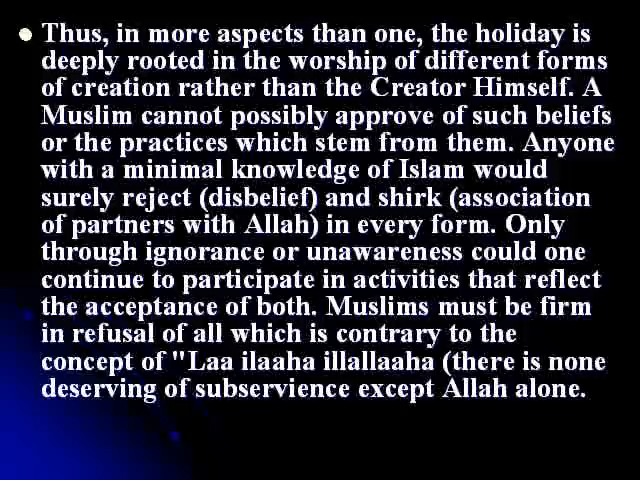 Thus, in more aspects than one, the holiday is
deeply rooted in the worship of different forms
of creation rather than the Creator Himself. A
Muslim cannot possibly approve of such beliefs
or the practices which stem from them. Anyone
with a minimal knowledge of Islam would
surely reject (disbelief) and shirk (association
of partners with Allah) in every form. Only
through ignorance or unawareness could one
continue to participate in activities that reflect
the acceptance of both. Muslims must be firm
in refusal of all which is contrary to the
concept of "Laa ilaaha illallaaha (there is none
deserving of subservience except Allah alone.